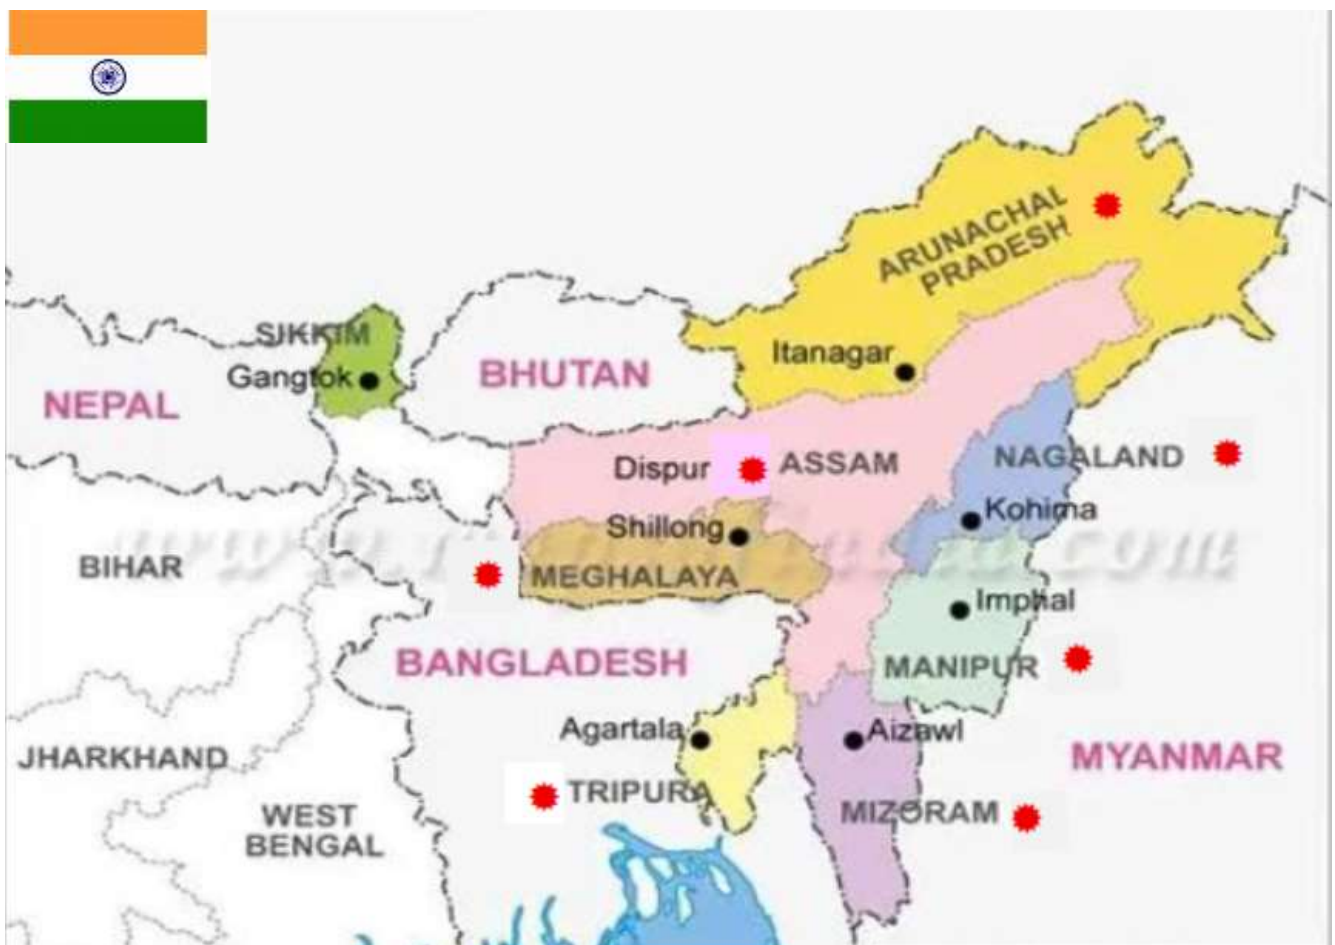 ARUNACHAL
PRADESH
SIKKIM
Gangtok
Itanagar
NEPAL
BHUTAN
Dispur
ASSAM
NAGALAND
Kohima
Shillong
MEGHALAYA
BIHAR
Imphal
BANGLADESH
MANIPUR
Agartala
Aizawl
JHARKHAND
MYANMAR
TRIPURA
MIZORAM
WEST
BENGAL